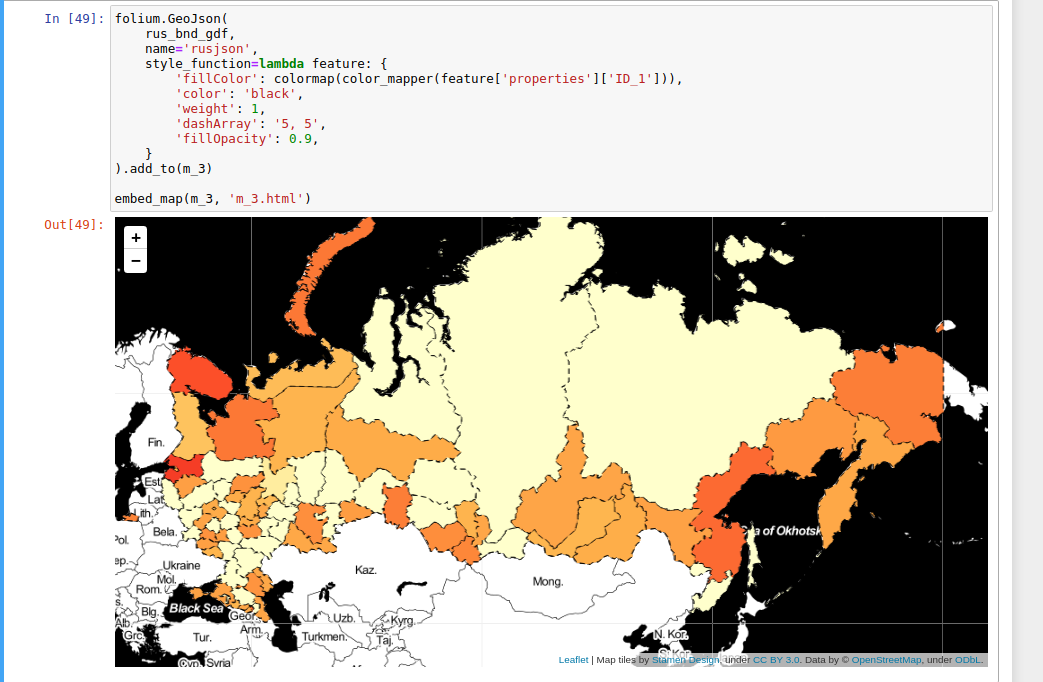 In [49]:
folium.GeoJson(
    rus_bnd_gdf,
    name='rusjson',
    style_function=lambda feature: {
        'fillColor': colormap(color_mapper(feature['properties']['ID_1'])),
        'color': 'black',
        'weight': 1,
        'dashArray': '5, 5',
        'fillOpacity': 0.9,
    }
).add_to(m_3)
embed_map(m_3, 'm_3.html')
Out[49]:
+
−
Fin.
Est.
Lat.
Lith.
Bela.
Pol.
Ukraine
Mol.
Rom.
Blg.
Alb.
Grc.
Black Sea
Geor.
Arm.
Tur.
Syria
Kaz.
Uzb.
Kyrg.
Turkmen.
Taj.
Mong.
a of Okhotsk
N. Kor.
S. Kor.
Leaflet | Map tiles by Stamen Design, under CC BY 3.0. Data by © OpenStreetMap, under ODbL.